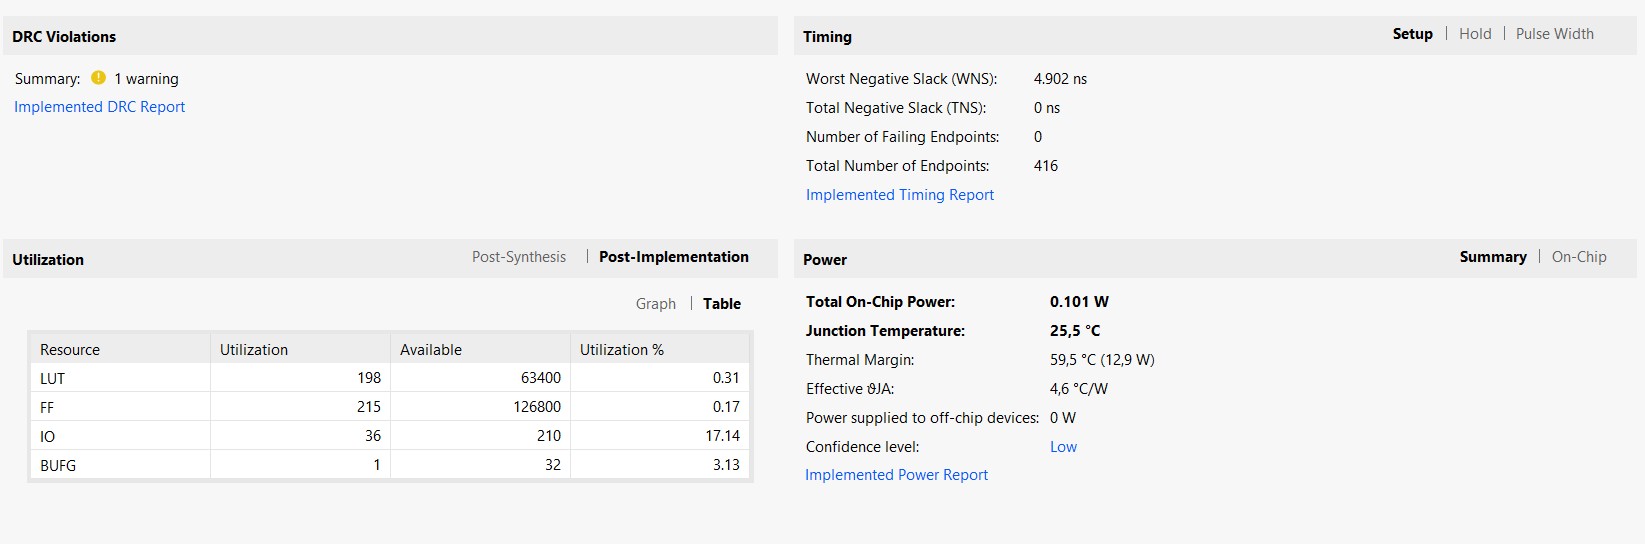 DRC Violations
Summary: 1 warning
Implemented DRC Report
Timing
Setup | Hold | Pulse Width
Worst Negative Slack (WNS): 4.902 ns
Total Negative Slack (TNS): 0 ns
Number of Failing Endpoints: 0
Total Number of Endpoints: 416
Implemented Timing Report
Utilization
Post-Synthesis | Post-Implementation
Graph | Table
Resource Utilization Available Utilization %
LUT 198 63400 0.31
FF 215 126800 0.17
IO 36 210 17.14
BUFG 1 32 3.13
Power
Summary | On-Chip
Total On-Chip Power: 0.101 W
Junction Temperature: 25,5 °C
Thermal Margin: 59,5 °C (12,9 W)
Effective ϑJA: 4,6 °C/W
Power supplied to off-chip devices: 0 W
Confidence level: Low
Implemented Power Report